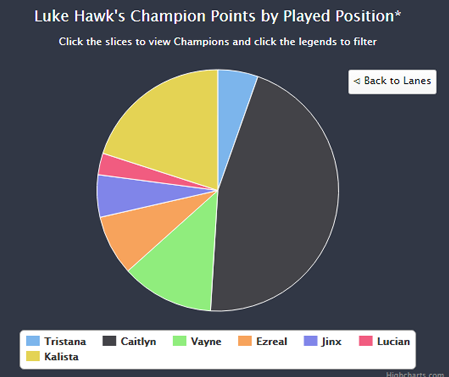 Luke Hawk's Champion Points by Played Position*
Click the slices to view Champions and click the legends to filter
◁ Back to Lanes
Tristana Caitlyn Vayne Ezreal Jinx Lucian
Kalista
Highcharts.com